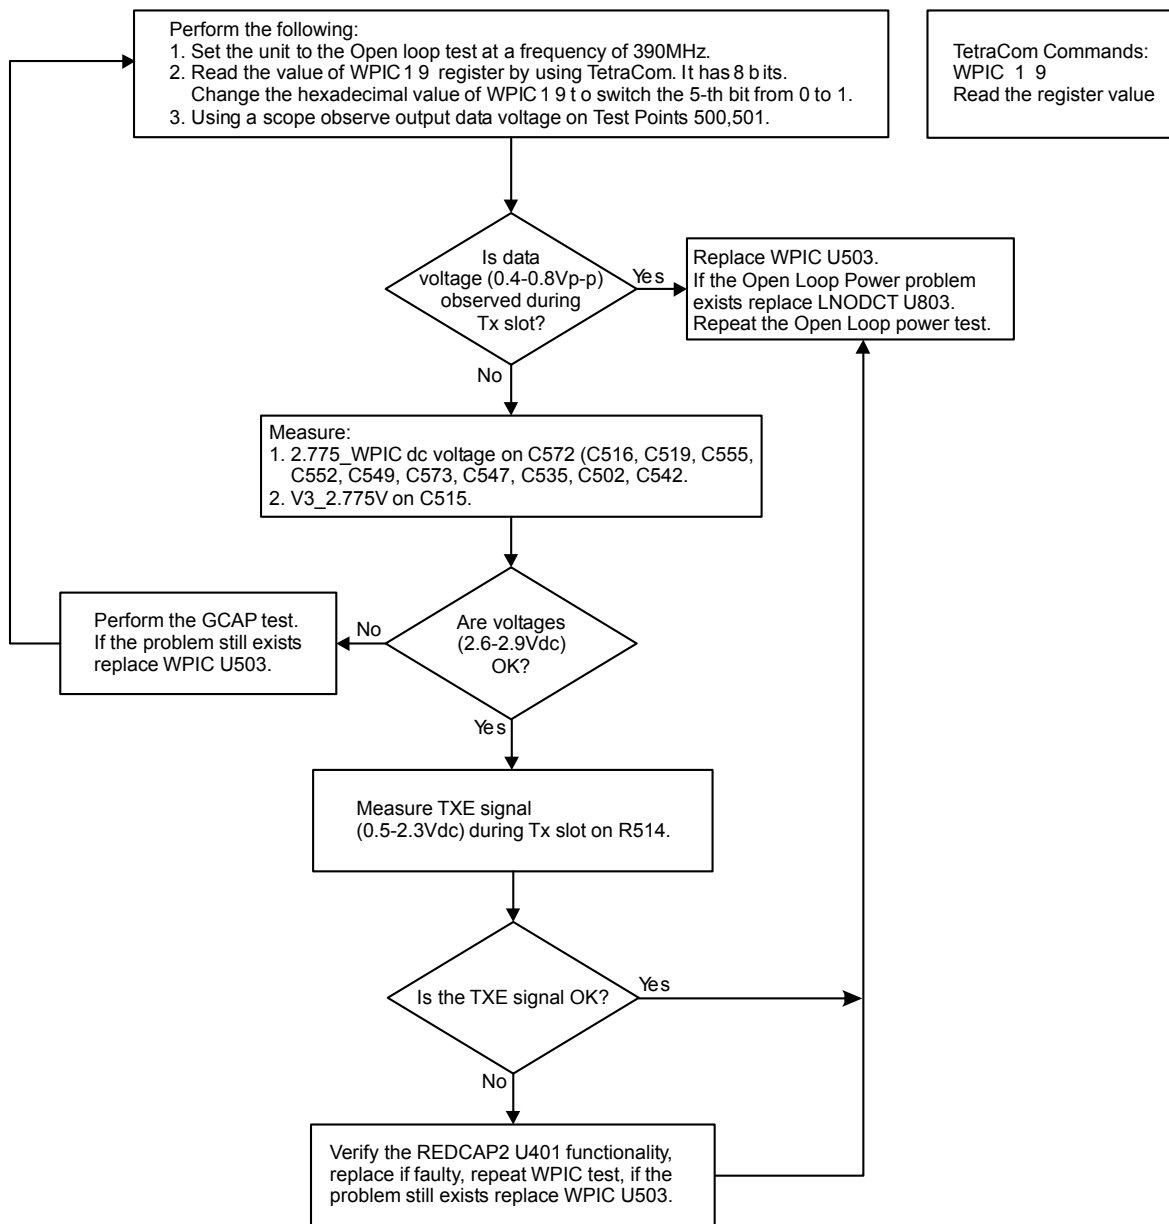 Perform the following:
1. Set the unit to the Open loop test at a frequency of 390MHz.
2. Read the value of WPIC1 9 register by using TetraCom. It has 8 b its.
Change the hexadecimal value of WPIC1 9 t o switch the 5-th bit from 0 to 1.
3. Using a scope observe output data voltage on Test Points 500,501.
TetraCom Commands:
WPIC 1 9
Read the register value
Is data
voltage (0.4-0.8Vp-p)
observed during
Tx slot?
Yes
Replace WPIC U503.
If the Open Loop Power problem
exists replace LNODCT U803.
Repeat the Open Loop power test.
No
Measure:
1. 2.775_WPIC dc voltage on C572 (C516, C519, C555,
C552, C549, C573, C547, C535, C502, C542.
2. V3_2.775V on C515.
Perform the GCAP test.
If the problem still exists
replace WPIC U503.
No
Are voltages
(2.6-2.9Vdc)
OK?
Yes
Measure TXE signal
(0.5-2.3Vdc) during Tx slot on R514.
Is the TXE signal OK?
Yes
No
Verify the REDCAP2 U401 functionality,
replace if faulty, repeat WPIC test, if the
problem still exists replace WPIC U503.